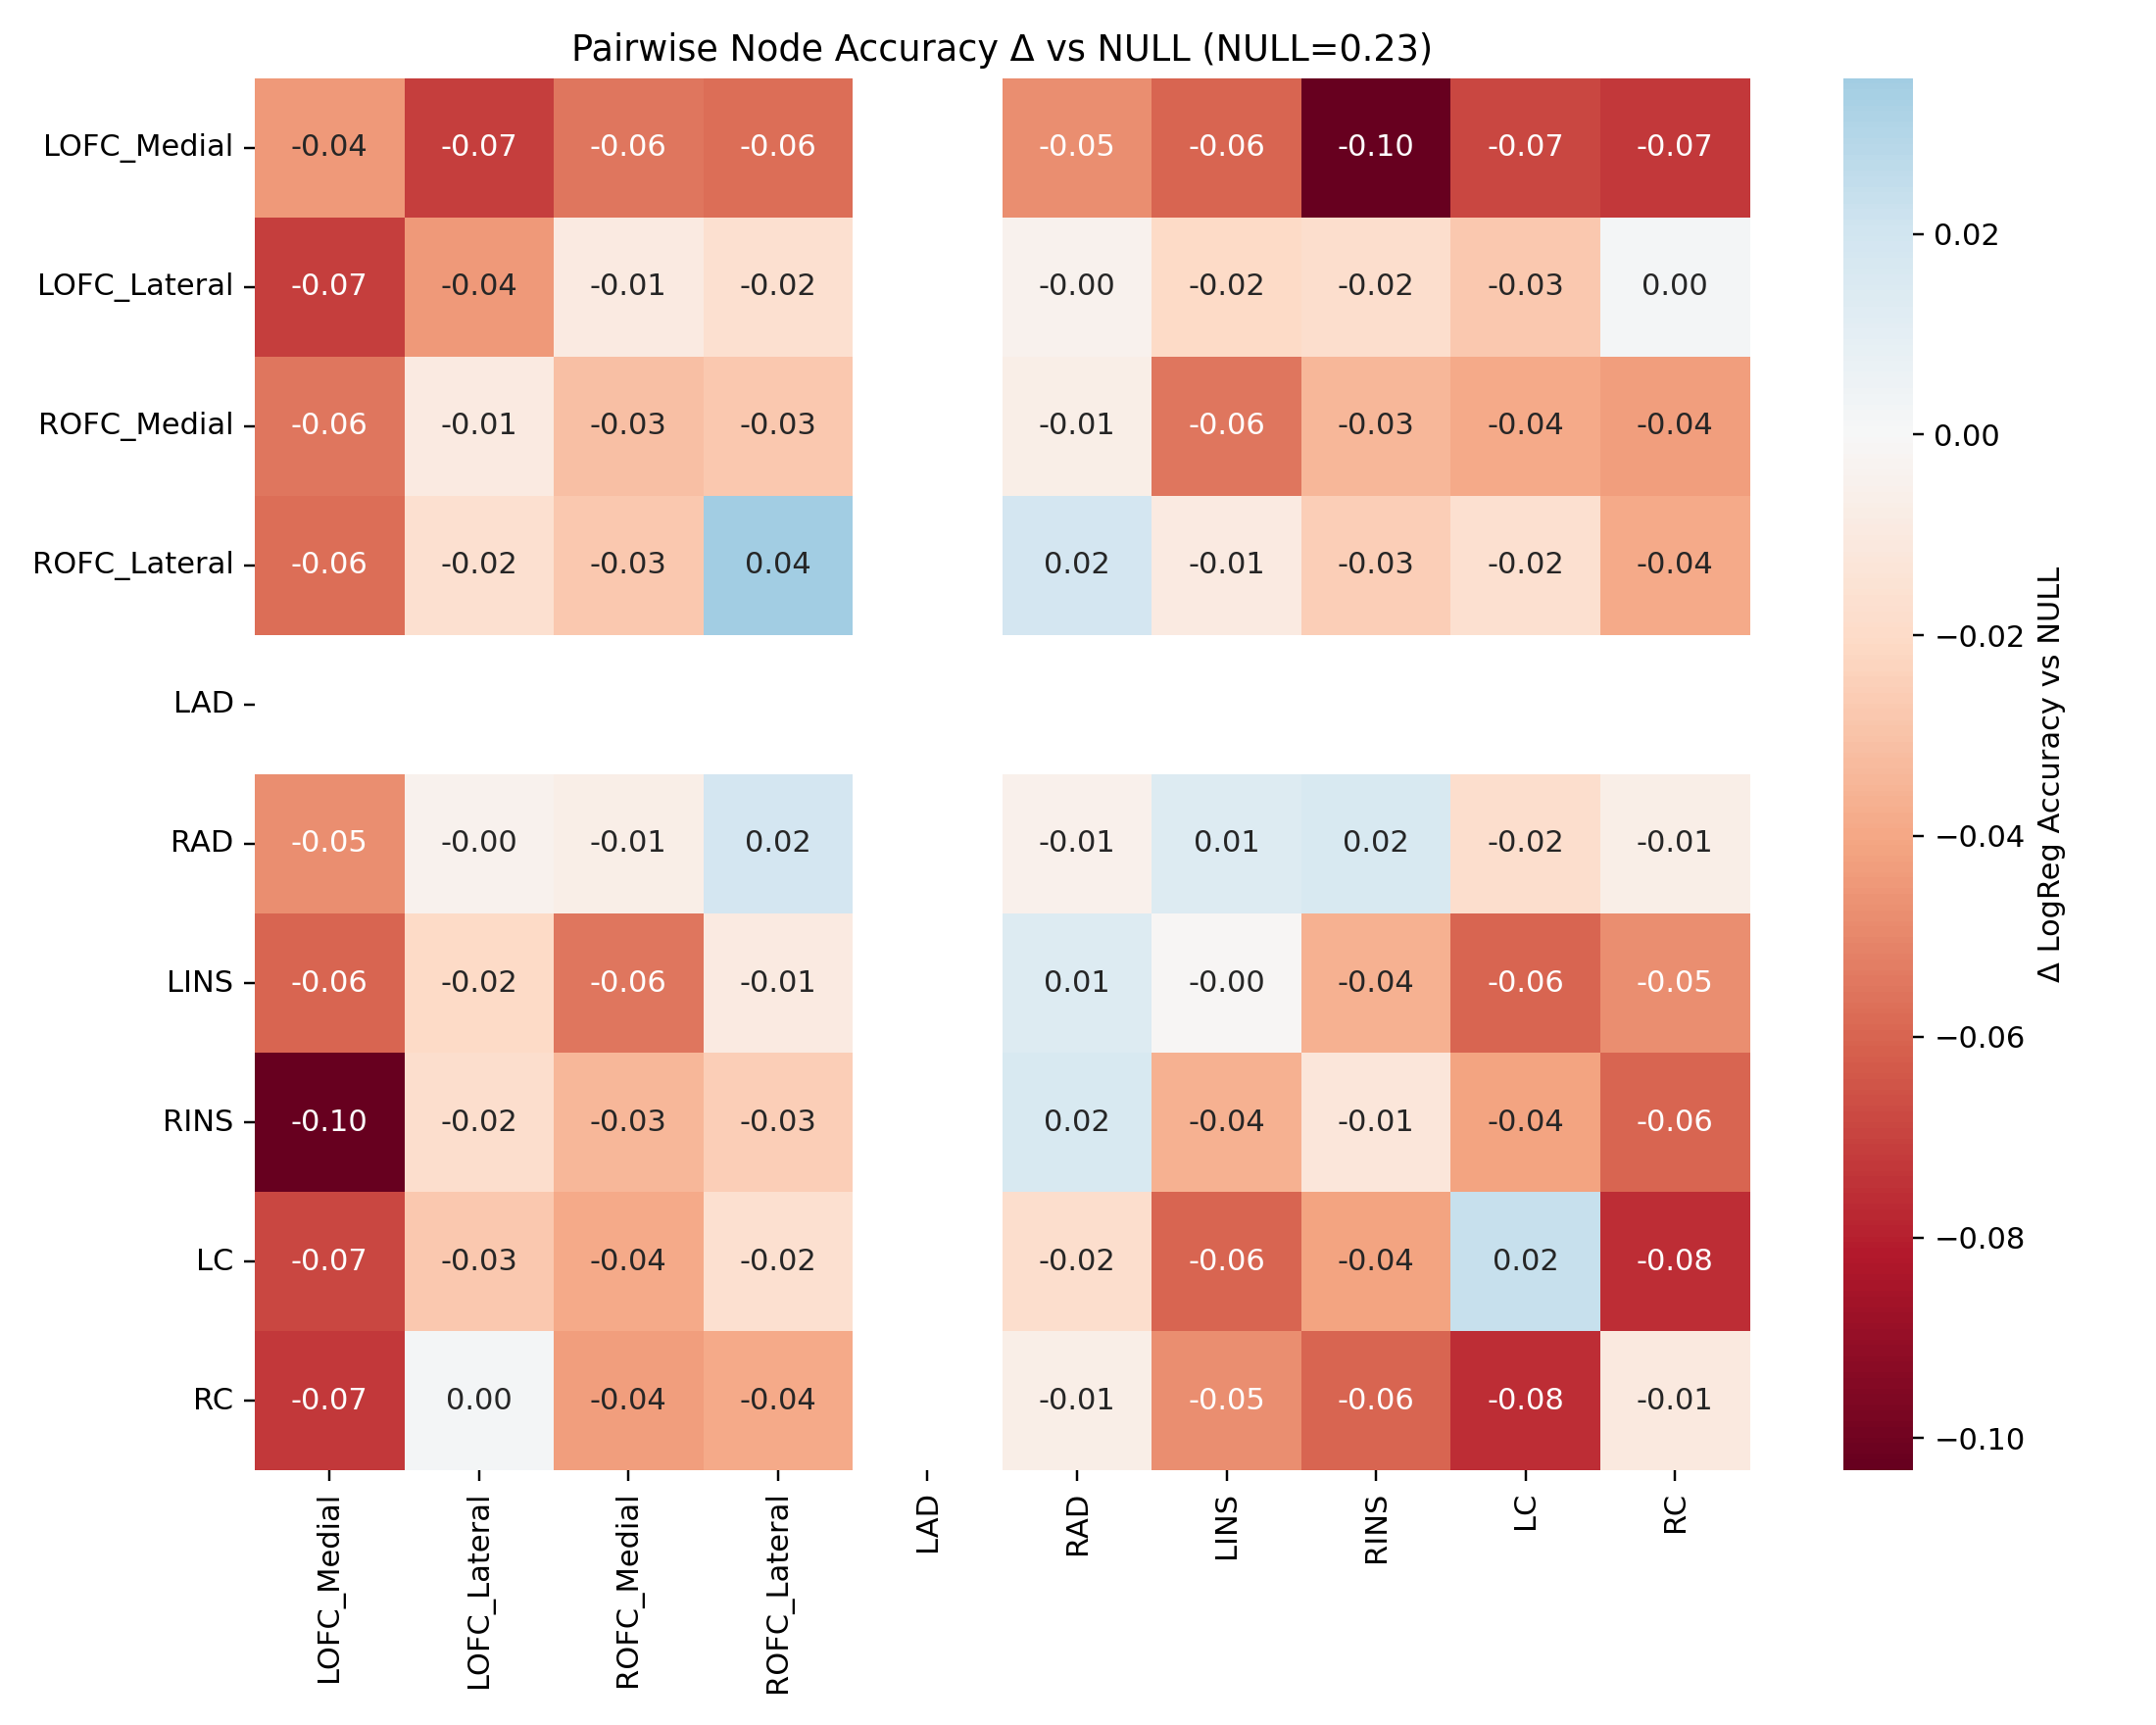 Pairwise Node Accuracy Δ vs NULL (NULL=0.23)
LOFC_Medial -0.04 -0.07 -0.06 -0.06 -0.05 -0.06 -0.10 -0.07 -0.07
LOFC_Lateral -0.07 -0.04 -0.01 -0.02 -0.00 -0.02 -0.02 -0.03 0.00
ROFC_Medial -0.06 -0.01 -0.03 -0.03 -0.01 -0.06 -0.03 -0.04 -0.04
ROFC_Lateral -0.06 -0.02 -0.03 0.04 0.02 -0.01 -0.03 -0.02 -0.04
LAD
RAD -0.05 -0.00 -0.01 0.02 -0.01 0.01 0.02 -0.02 -0.01
LINS -0.06 -0.02 -0.06 -0.01 0.01 -0.00 -0.04 -0.06 -0.05
RINS -0.10 -0.02 -0.03 -0.03 0.02 -0.04 -0.01 -0.04 -0.06
LC -0.07 -0.03 -0.04 -0.02 -0.02 -0.06 -0.04 0.02 -0.08
RC -0.07 0.00 -0.04 -0.04 -0.01 -0.05 -0.06 -0.08 -0.01
LOFC_Medial LOFC_Lateral ROFC_Medial ROFC_Lateral LAD RAD LINS RINS LC RC
0.02
0.00
−0.02
−0.04
−0.06
−0.08
−0.10
Δ LogReg Accuracy vs NULL